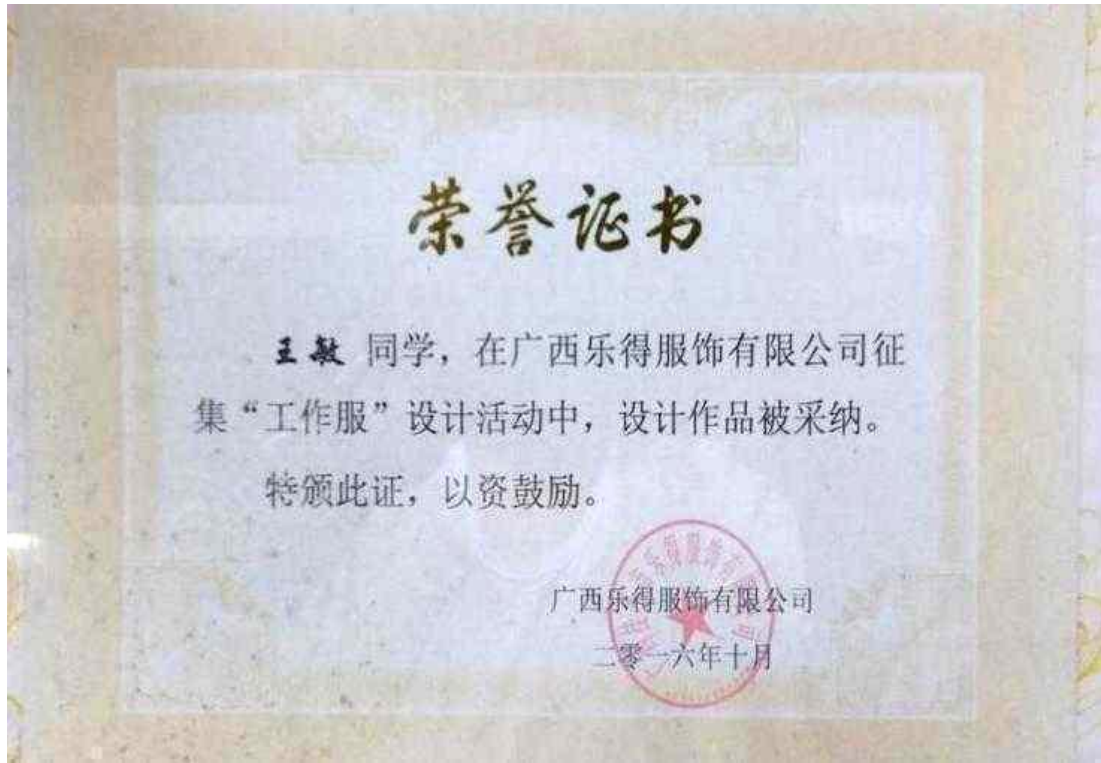 荣誉证书
王敏 同学，在广西乐得服饰有限公司征
集“工作服”设计活动中，设计作品被采纳。
特颁此证，以资鼓励。
广西乐得服饰有限公司
二零一六年十月